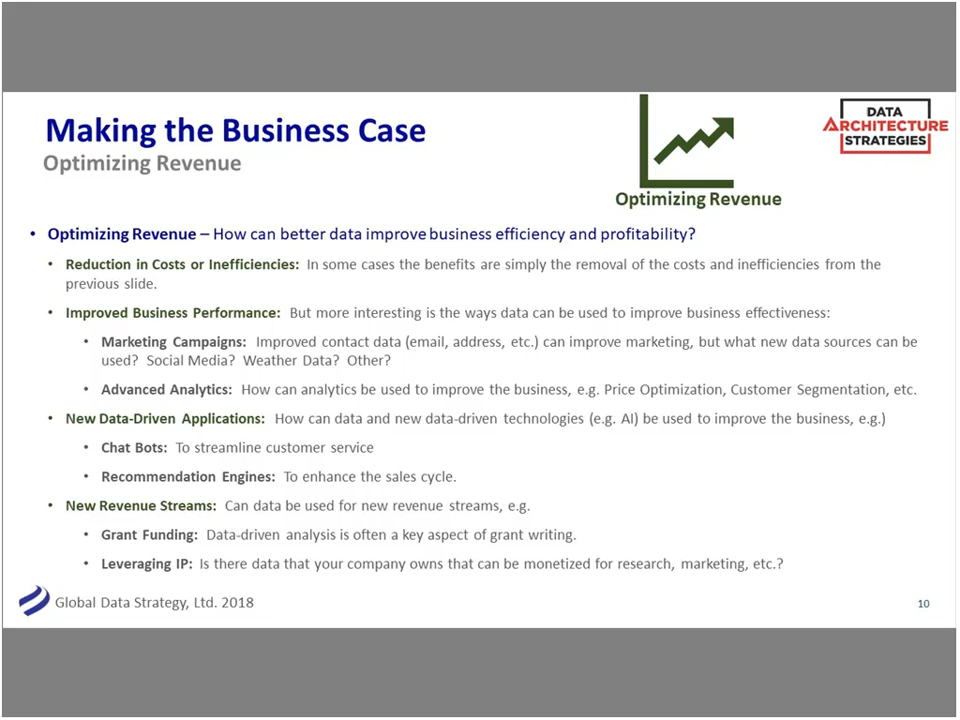 Making the Business Case
Optimizing Revenue
DATA
ARCHITECTURE
STRATEGIES
Optimizing Revenue
• Optimizing Revenue – How can better data improve business efficiency and profitability?
• Reduction in Costs or Inefficiencies: In some cases the benefits are simply the removal of the costs and inefficiencies from the
previous slide.
• Improved Business Performance: But more interesting is the ways data can be used to improve business effectiveness:
• Marketing Campaigns: Improved contact data (email, address, etc.) can improve marketing, but what new data sources can be
used? Social Media? Weather Data? Other?
• Advanced Analytics: How can analytics be used to improve the business, e.g. Price Optimization, Customer Segmentation, etc.
• New Data-Driven Applications: How can data and new data-driven technologies (e.g. AI) be used to improve the business, e.g.)
• Chat Bots: To streamline customer service
• Recommendation Engines: To enhance the sales cycle.
• New Revenue Streams: Can data be used for new revenue streams, e.g.
• Grant Funding: Data-driven analysis is often a key aspect of grant writing.
• Leveraging IP: Is there data that your company owns that can be monetized for research, marketing, etc.?
Global Data Strategy, Ltd. 2018
10